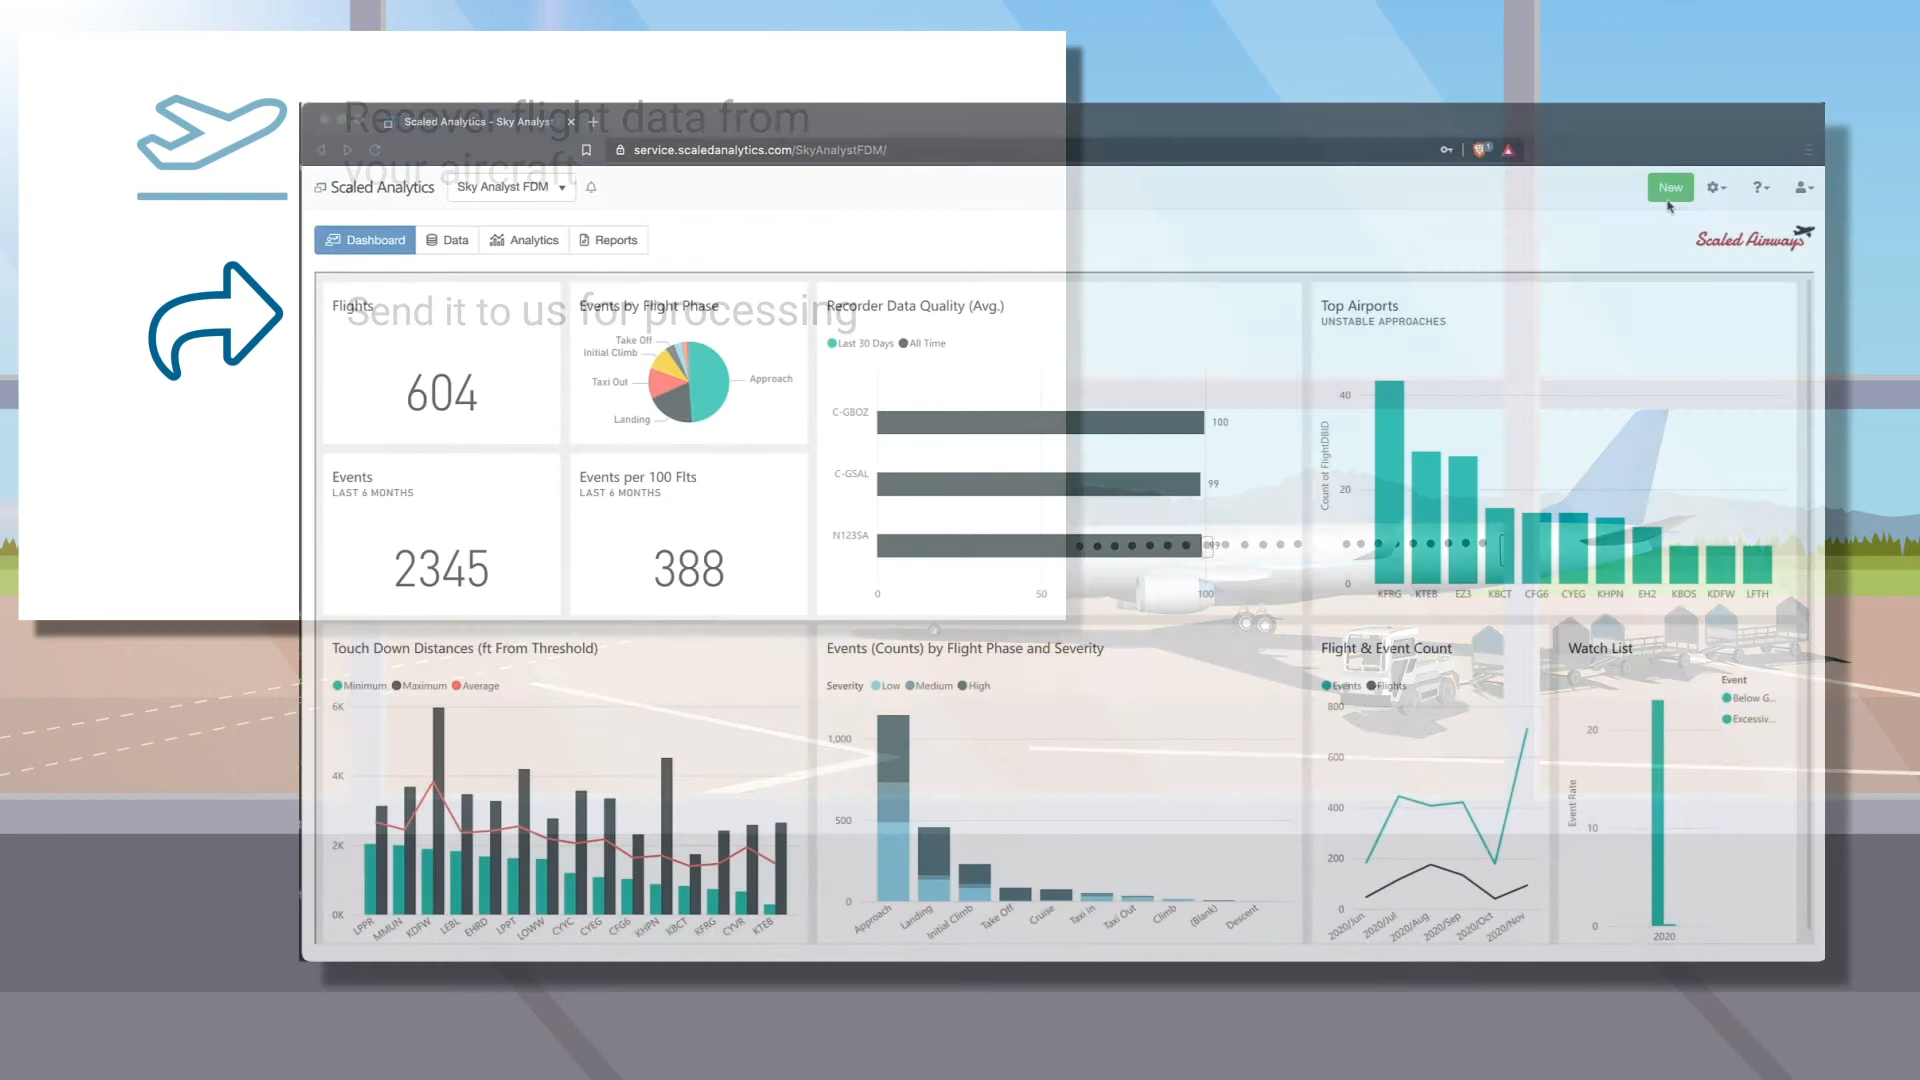 Recover flight data from
your aircraft
Send it to us for processing
Scaled Analytics - Sky Analyst
service.scaledanalytics.com/SkyAnalystFDM/
Scaled Analytics
Sky Analyst FDM
New
Dashboard
Data
Analytics
Reports
Scaled Airways
Flights
604
Events by Flight Phase
Take Off
Initial Climb
Taxi Out
Landing
Approach
Recorder Data Quality (Avg.)
Last 30 Days
All Time
C-GBOZ
100
C-GSAL
99
N123SA
99
0
50
100
Top Airports
UNSTABLE APPROACHES
Count of FlightDBID
40
20
0
KFRG
KTEB
EZ3
KBCT
CFG6
CYEG
KHPN
EH2
KBOS
KDFW
LFTH
Events
LAST 6 MONTHS
2345
Events per 100 Flts
LAST 6 MONTHS
388
Touch Down Distances (ft From Threshold)
Minimum
Maximum
Average
6K
4K
2K
0K
LPPR
MMUN
KDFW
LEBL
EHRD
LPPT
LOWW
CYYC
CYEG
CFG6
KHPN
KBCT
KFRG
CYVR
KTEB
Events (Counts) by Flight Phase and Severity
Severity
Low
Medium
High
1,000
500
0
Approach
Landing
Initial Climb
Take Off
Cruise
Taxi In
Taxi Out
Climb
(Blank)
Descent
Flight & Event Count
Events
Flights
800
600
400
200
0
2020/Jun
2020/Jul
2020/Aug
2020/Sep
2020/Oct
2020/Nov
Watch List
Event
Below G...
Excessiv...
Event Rate
20
10
0
2020